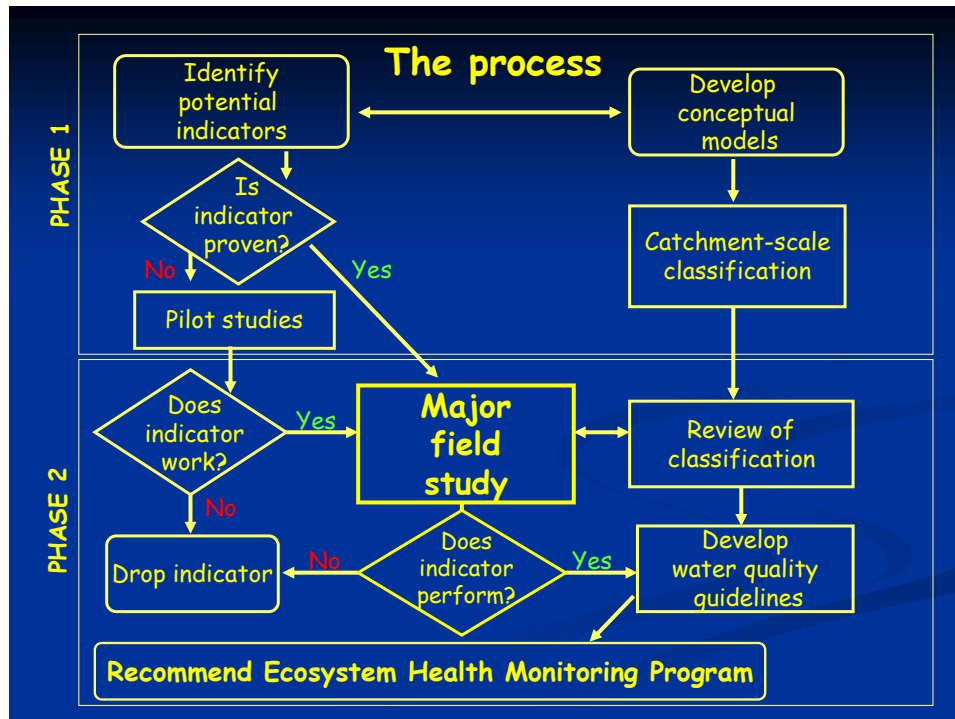 The process
PHASE 1
Identify
potential
indicators
Develop
conceptual
models
Is
indicator
proven?
No
Yes
Catchment-scale
classification
Pilot studies
PHASE 2
Does
indicator
work?
Yes
No
Major
field
study
Review of
classification
Drop indicator
No
Does
indicator
perform?
Yes
Develop
water quality
guidelines
Recommend Ecosystem Health Monitoring Program